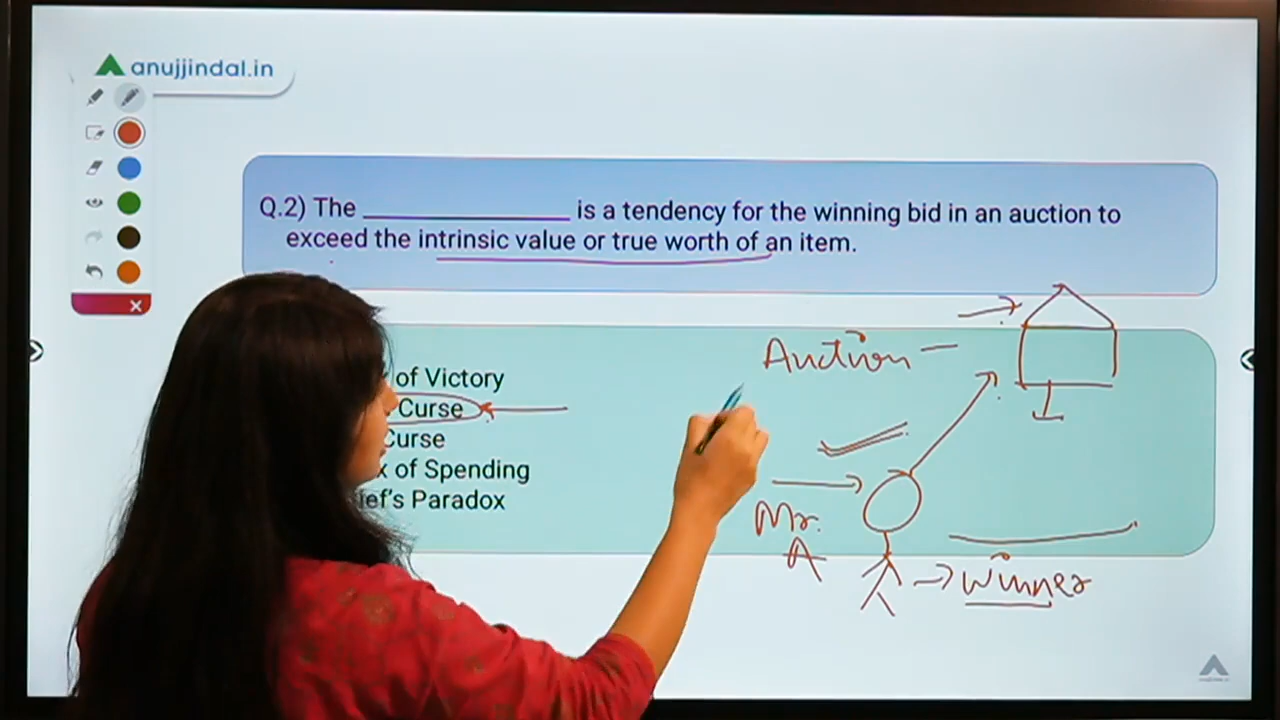 anujjindal.in
Q.2) The ______________ is a tendency for the winning bid in an auction to
exceed the intrinsic value or true worth of an item.
of Victory
Curse
Curse
of Spending
Paradox
Auction —
Mr.
A
→ Winner